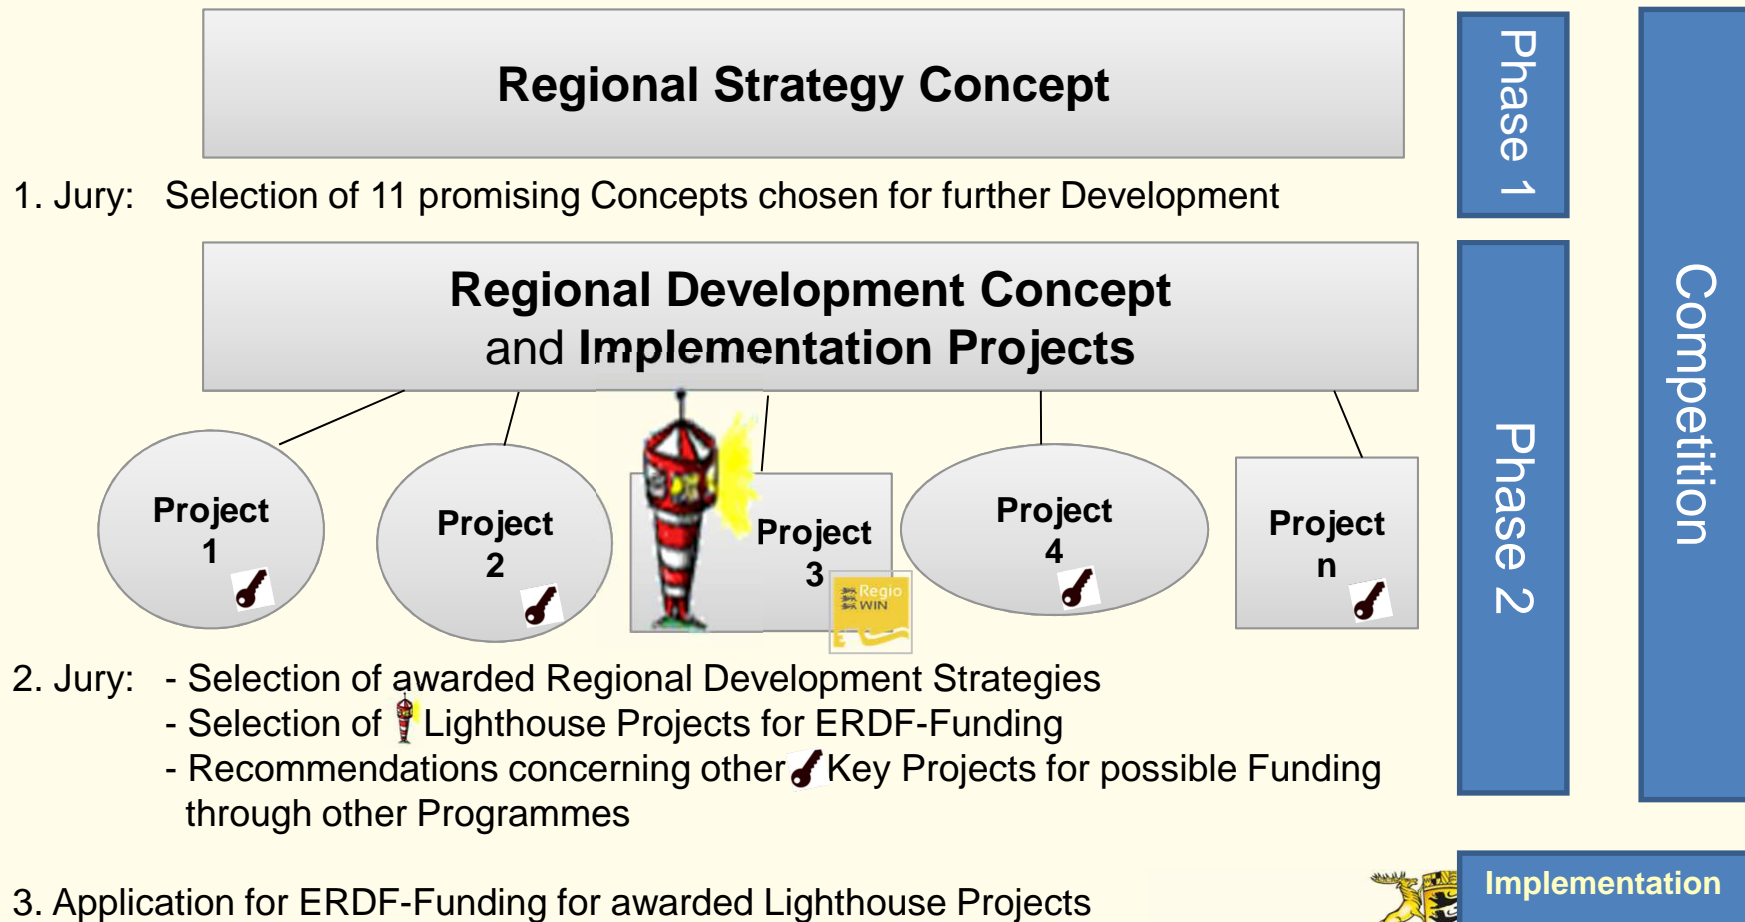 Regional Strategy Concept
Phase 1
1. Jury: Selection of 11 promising Concepts chosen for further Development
Regional Development Concept
and Implementation Projects
Phase 2
Competition
Project
1
Project
2
Project
3
Regio
WIN
Project
4
Project
n
2. Jury: - Selection of awarded Regional Development Strategies
- Selection of Lighthouse Projects for ERDF-Funding
- Recommendations concerning other Key Projects for possible Funding
through other Programmes
Implementation
3. Application for ERDF-Funding for awarded Lighthouse Projects